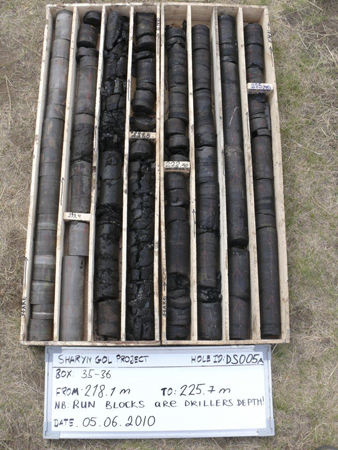 SHARYN GOL PROJECT HOLE ID: DS005A
BOX 35-36
FROM: 218.1 m TO: 225.7 m
NB: RUN BLOCKS ARE DRILLERS DEPTH!
DATE. 05.06.2010